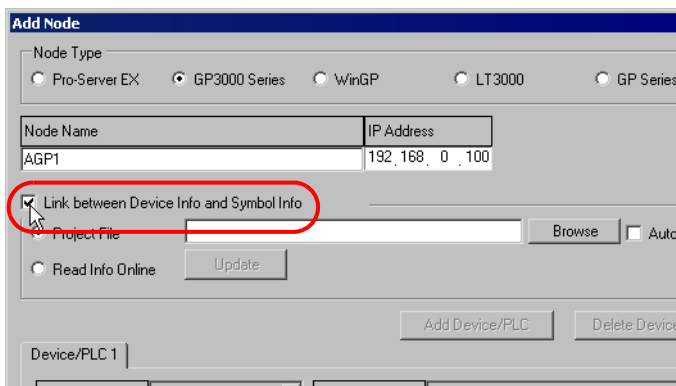 Add Node
Node Type
Pro-Server EX GP3000 Series WinGP LT3000 GP Series
Node Name IP Address
AGP1 192.168.0.100
Link between Device Info and Symbol Info
Project File Browse Auto
Read Info Online Update
Add Device/PLC Delete Device
Device/PLC 1